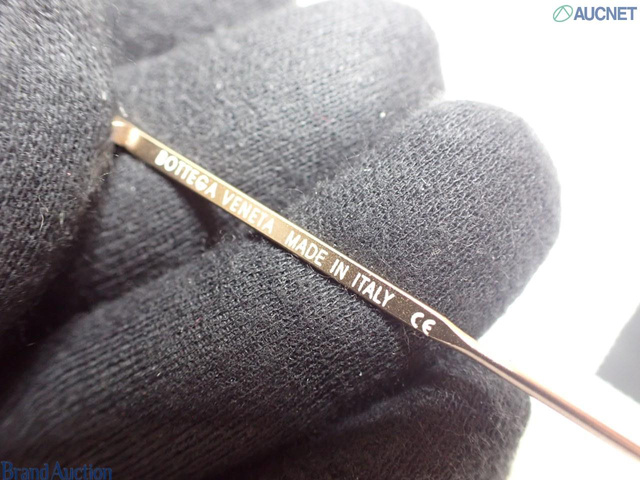 AUCNET
BOTTEGA VENETA MADE IN ITALY CE
Brand Auction